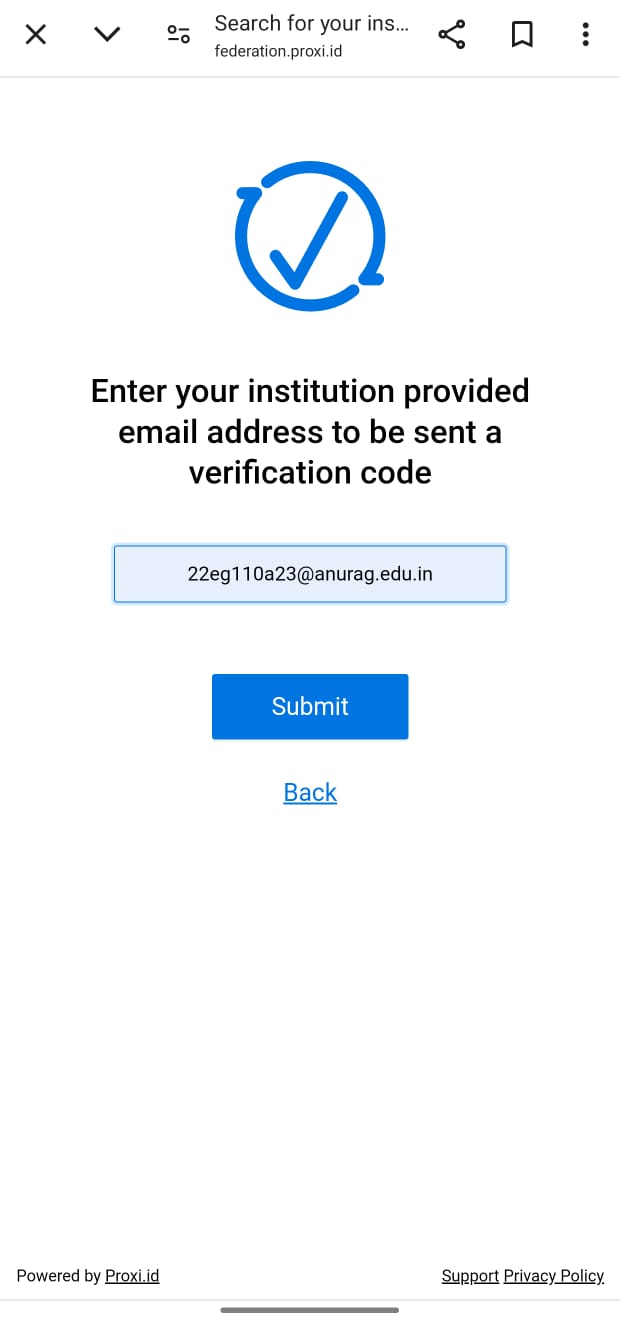 Search for your ins...
federation.proxi.id
Enter your institution provided
email address to be sent a
verification code
22eg110a23@anurag.edu.in
Submit
Back
Powered by Proxi.id
Support Privacy Policy